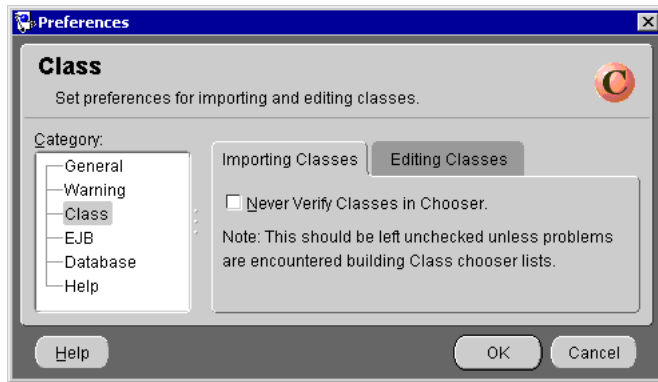 Preferences
Class
Set preferences for importing and editing classes.
C
Category:
General
Warning
Class
EJB
Database
Help
Importing Classes
Editing Classes
Never Verify Classes in Chooser.
Note: This should be left unchecked unless problems
are encountered building Class chooser lists.
Help
OK
Cancel